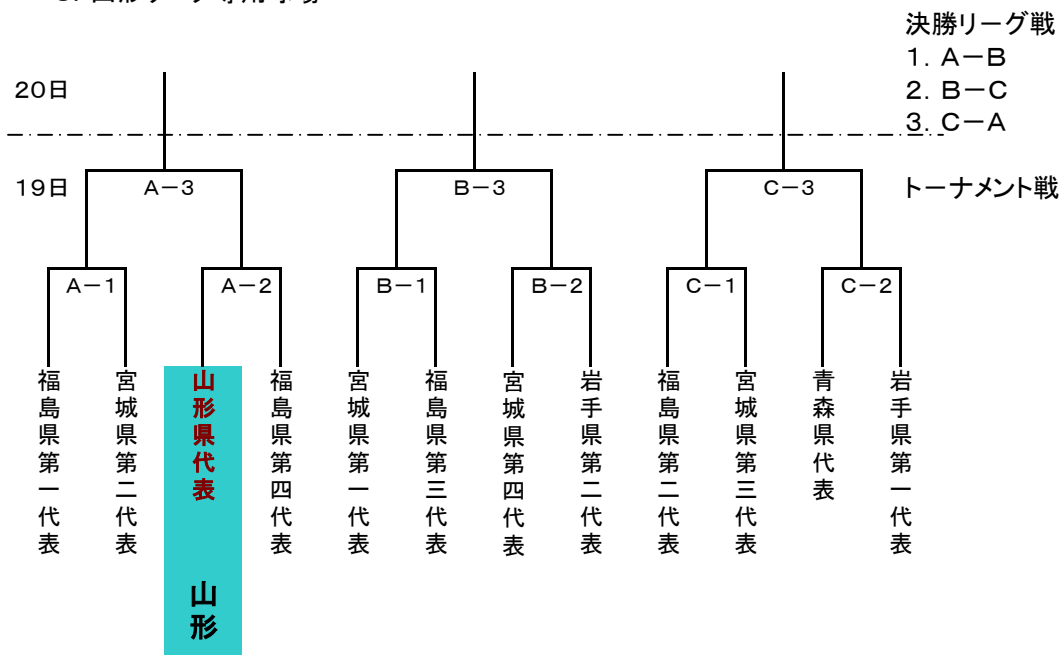 決勝リーグ戦
1. A－B
20日
2. B－C
3. C－A
19日
A－3
B－3
C－3
トーナメント戦
A－1
A－2
B－1
B－2
C－1
C－2
福島県第一代表
宮城県第二代表
山形県代表
福島県第四代表
宮城県第一代表
福島県第三代表
宮城県第四代表
岩手県第二代表
福島県第二代表
宮城県第三代表
青森県代表
岩手県第一代表
山形